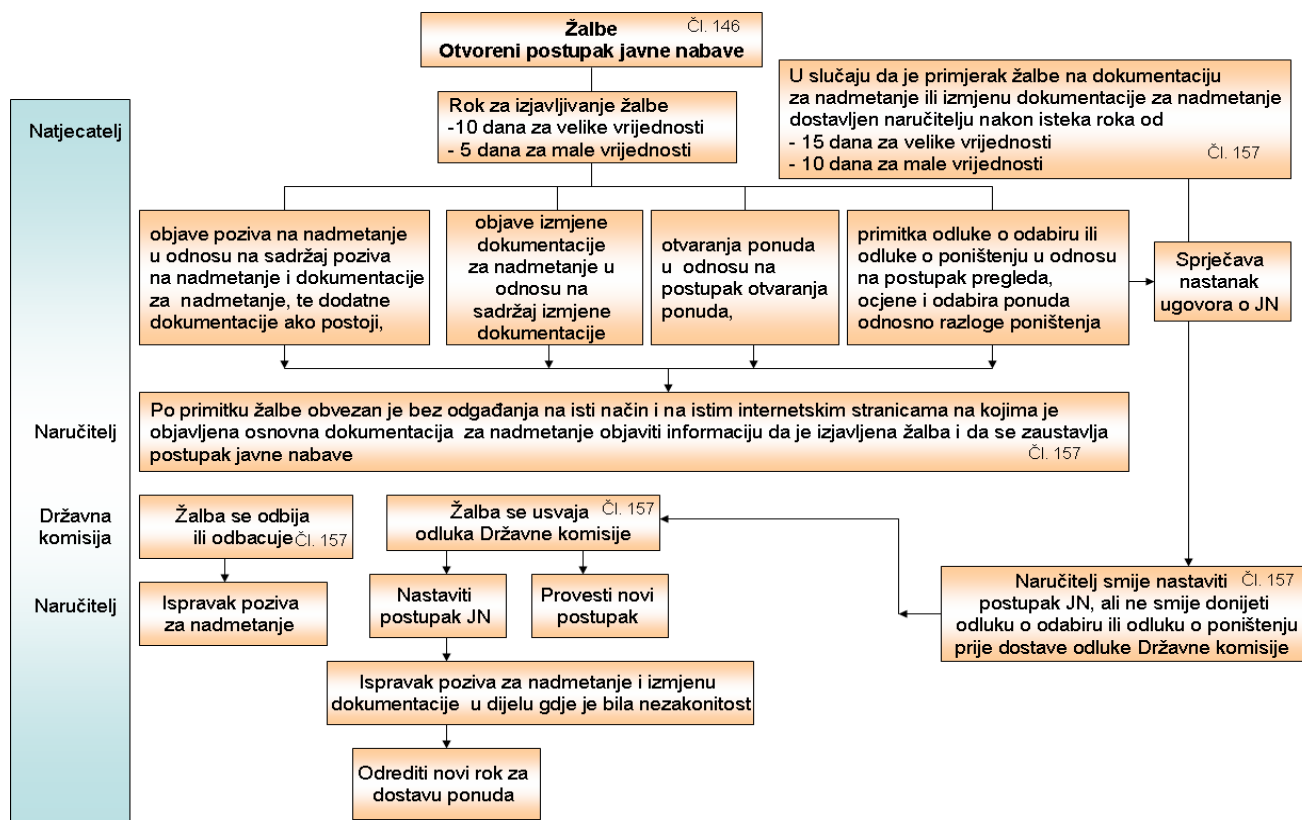 Žalbe Čl. 146
Otvoreni postupak javne nabave
U slučaju da je primjerak žalbe na dokumentaciju
za nadmetanje ili izmjenu dokumentacije za nadmetanje
dostavljen naručitelju nakon isteka roka od
- 15 dana za velike vrijednosti
- 10 dana za male vrijednosti
Čl. 157
Natjecatelj
Rok za izjavljivanje žalbe
-10 dana za velike vrijednosti
- 5 dana za male vrijednosti
objave poziva na nadmetanje
u odnosu na sadržaj poziva
na nadmetanje i dokumentacije
za nadmetanje, te dodatne
dokumentacije ako postoji,
objave izmjene
dokumentacije
za nadmetanje u
odnosu na
sadržaj izmjene
dokumentacije
otvaranja ponuda
u odnosu na
postupak otvaranja
ponuda,
primitka odluke o odabiru ili
odluke o poništenju u odnosu
na postupak pregleda,
ocjene i odabira ponuda
odnosno razloge poništenja
Sprječava
nastanak
ugovora o JN
Naručitelj
Po primitku žalbe obvezan je bez odgađanja na isti način i na istim internetskim stranicama na kojima je
objavljena osnovna dokumentacija za nadmetanje objaviti informaciju da je izjavljena žalba i da se zaustavlja
postupak javne nabave
Čl. 157
Državna
komisija
Žalba se odbija
ili odbacuje Čl. 157
Žalba se usvaja Čl. 157
odluka Državne komisije
Naručitelj
Ispravak poziva
za nadmetanje
Nastaviti
postupak JN
Provesti novi
postupak
Naručitelj smije nastaviti Čl. 157
postupak JN, ali ne smije donijeti
odluku o odabiru ili odluku o poništenju
prije dostave odluke Državne komisije
Ispravak poziva za nadmetanje i izmjenu
dokumentacije u dijelu gdje je bila nezakonitost
Odrediti novi rok za
dostavu ponuda